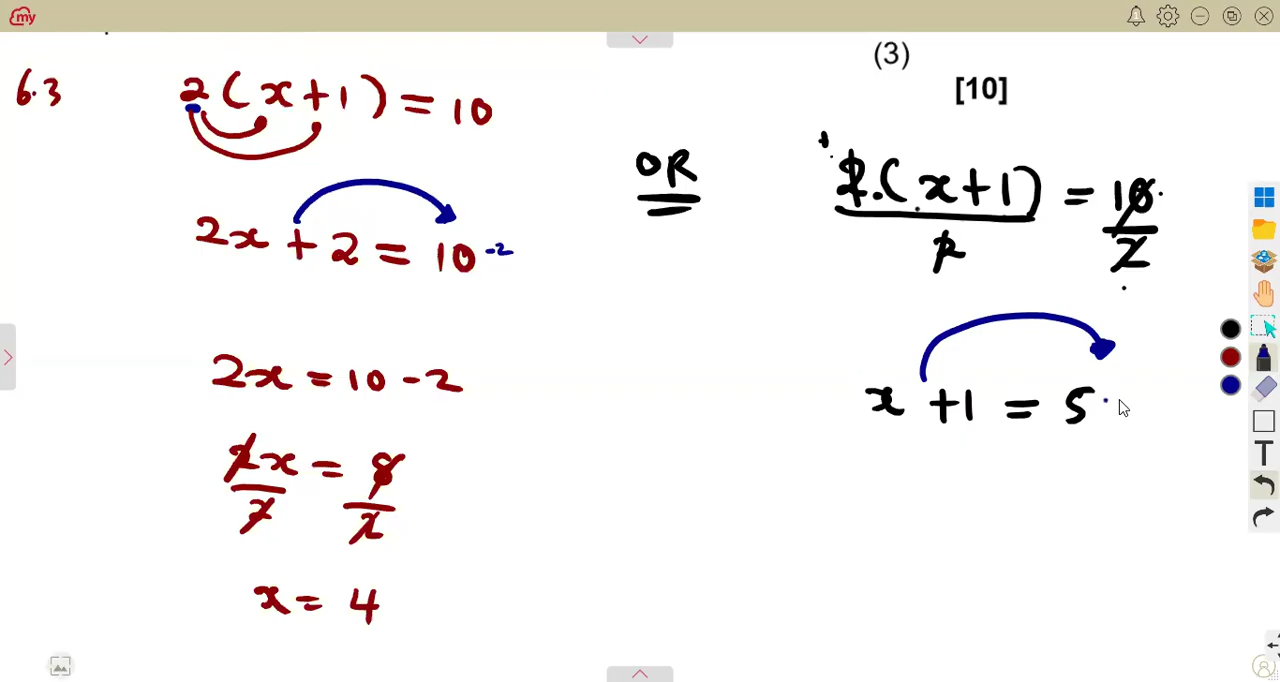 my
(3)
[10]
6.3 2(x+1) = 10
2x + 2 = 10 -2
2x = 10 - 2
2x = 8
2 2
x = 4
OR
2.(x+1) = 10
2 2
x +1 = 5
T